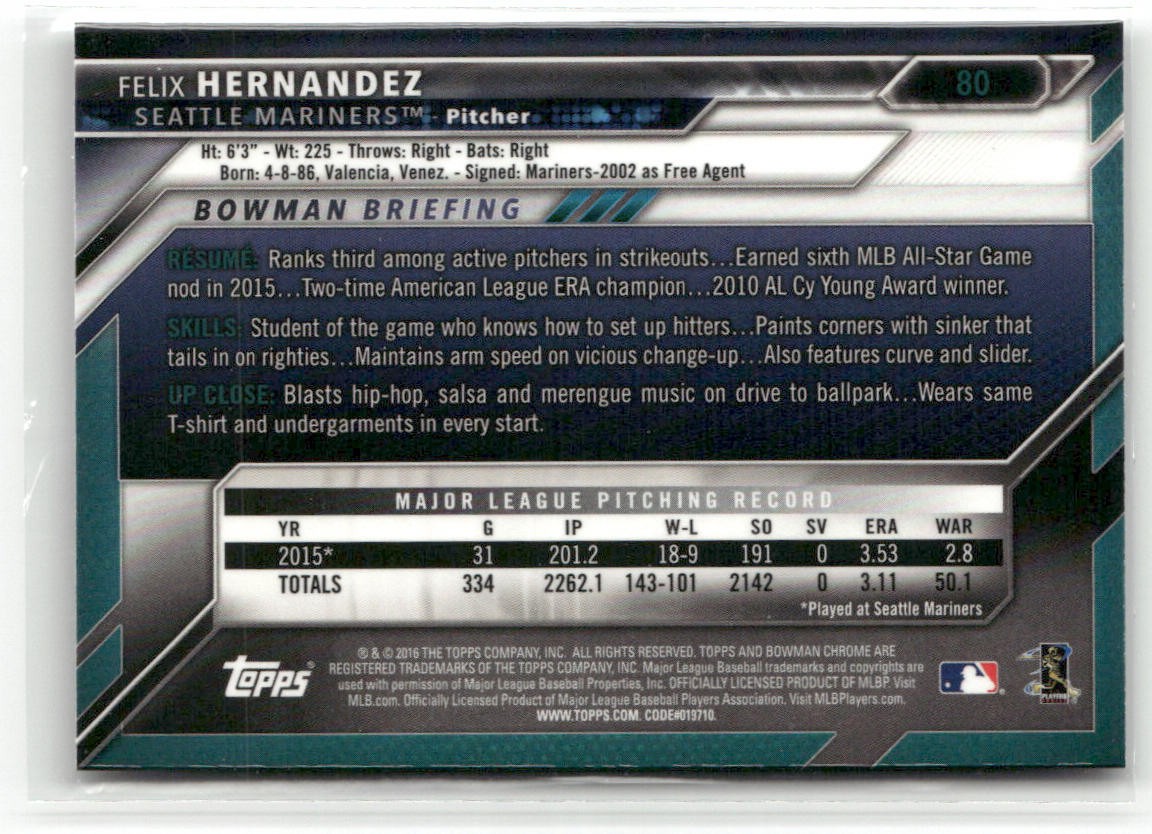 FELIX HERNANDEZ
80
SEATTLE MARINERS™ - Pitcher
Ht: 6'3" - Wt: 225 - Throws: Right - Bats: Right
Born: 4-8-86, Valencia, Venez. - Signed: Mariners-2002 as Free Agent
BOWMAN BRIEFING
RÉSUMÉ: Ranks third among active pitchers in strikeouts...Earned sixth MLB All-Star Game
nod in 2015...Two-time American League ERA champion...2010 AL Cy Young Award winner.
SKILLS: Student of the game who knows how to set up hitters...Paints corners with sinker that
tails in on righties...Maintains arm speed on vicious change-up...Also features curve and slider.
UP CLOSE: Blasts hip-hop, salsa and merengue music on drive to ballpark...Wears same
T-shirt and undergarments in every start.
MAJOR LEAGUE PITCHING RECORD
YR G IP W-L SO SV ERA WAR
2015* 31 201.2 18-9 191 0 3.53 2.8
TOTALS 334 2262.1 143-101 2142 0 3.11 50.1
*Played at Seattle Mariners
topps®
® & © 2016 THE TOPPS COMPANY, INC. ALL RIGHTS RESERVED. TOPPS AND BOWMAN CHROME ARE
REGISTERED TRADEMARKS OF THE TOPPS COMPANY, INC. Major League Baseball trademarks and copyrights are
used with permission of Major League Baseball Properties, Inc. OFFICIALLY LICENSED PRODUCT OF MLBP. Visit
MLB.com. Officially Licensed Product of Major League Baseball Players Association. Visit MLBPlayers.com.
WWW.TOPPS.COM. CODE#019710.
PLAYERS